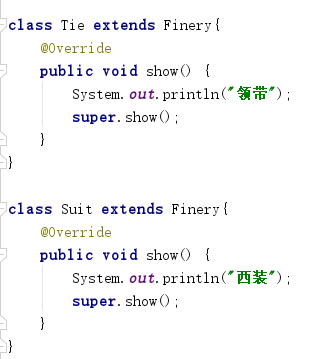 class Tie extends Finery{
    @Override
    public void show() {
        System.out.println("领带");
        super.show();
    }
}
class Suit extends Finery{
    @Override
    public void show() {
        System.out.println("西装");
        super.show();
    }
}